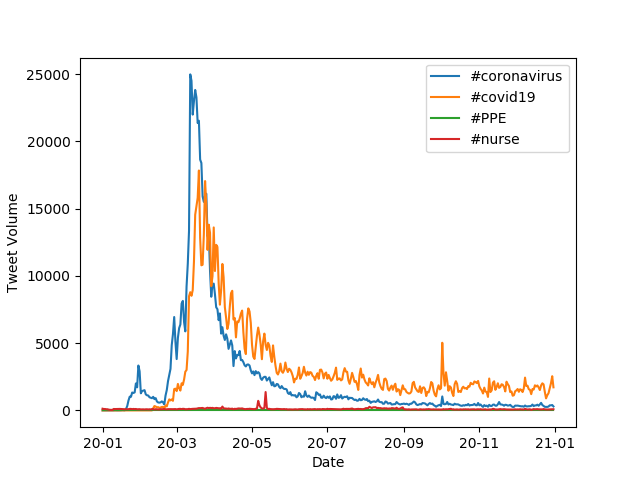 #coronavirus
#covid19
#PPE
#nurse
25000
20000
15000
10000
5000
0
Tweet Volume
20-01 20-03 20-05 20-07 20-09 20-11 21-01
Date